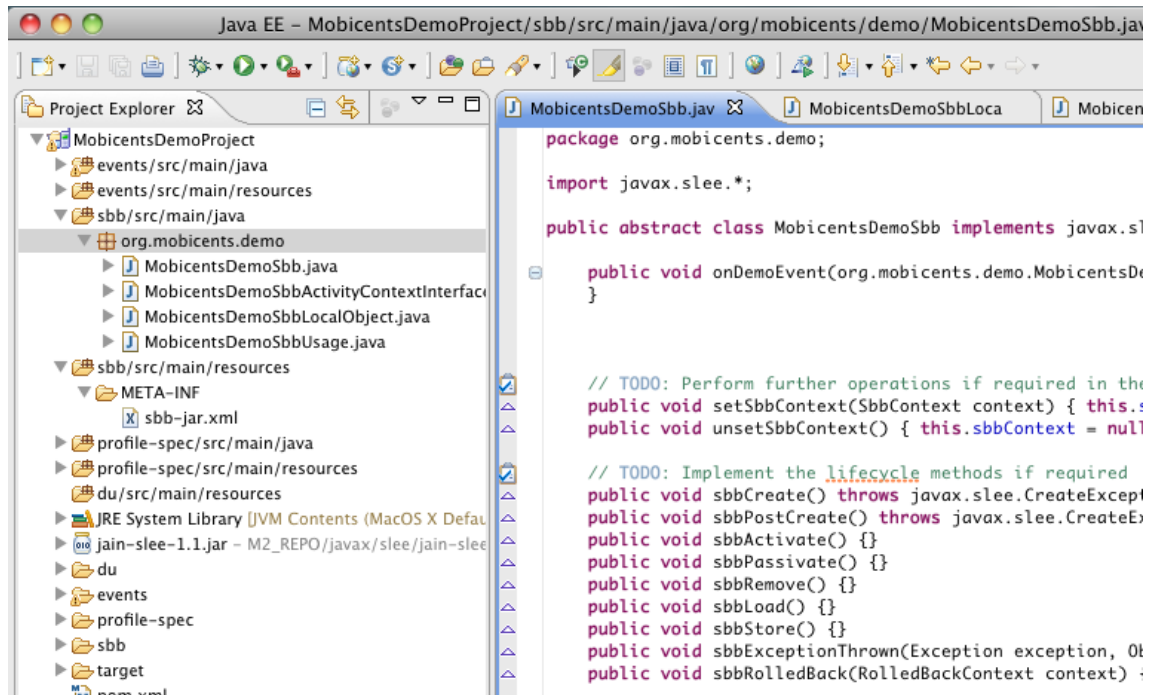 Java EE – MobicentsDemoProject/sbb/src/main/java/org/mobicents/demo/MobicentsDemoSbb.jav
Project Explorer
MobicentsDemoProject
events/src/main/java
events/src/main/resources
sbb/src/main/java
org.mobicents.demo
MobicentsDemoSbb.java
MobicentsDemoSbbActivityContextInterface
MobicentsDemoSbbLocalObject.java
MobicentsDemoSbbUsage.java
sbb/src/main/resources
META-INF
sbb-jar.xml
profile-spec/src/main/java
profile-spec/src/main/resources
du/src/main/resources
JRE System Library [JVM Contents (MacOS X Defau
jain-slee-1.1.jar – M2_REPO/javax/slee/jain-slee
du
events
profile-spec
sbb
target
pom.xml
MobicentsDemoSbb.jav MobicentsDemoSbbLoca Mobicen
package org.mobicents.demo;
import javax.slee.*;
public abstract class MobicentsDemoSbb implements javax.sl
public void onDemoEvent(org.mobicents.demo.MobicentsDe
}
// TODO: Perform further operations if required in the
public void setSbbContext(SbbContext context) { this.s
public void unsetSbbContext() { this.sbbContext = null
// TODO: Implement the lifecycle methods if required
public void sbbCreate() throws javax.slee.CreateExcept
public void sbbPostCreate() throws javax.slee.CreateEx
public void sbbActivate() {}
public void sbbPassivate() {}
public void sbbRemove() {}
public void sbbLoad() {}
public void sbbStore() {}
public void sbbExceptionThrown(Exception exception, Ob
public void sbbRolledBack(RolledBackContext context) {